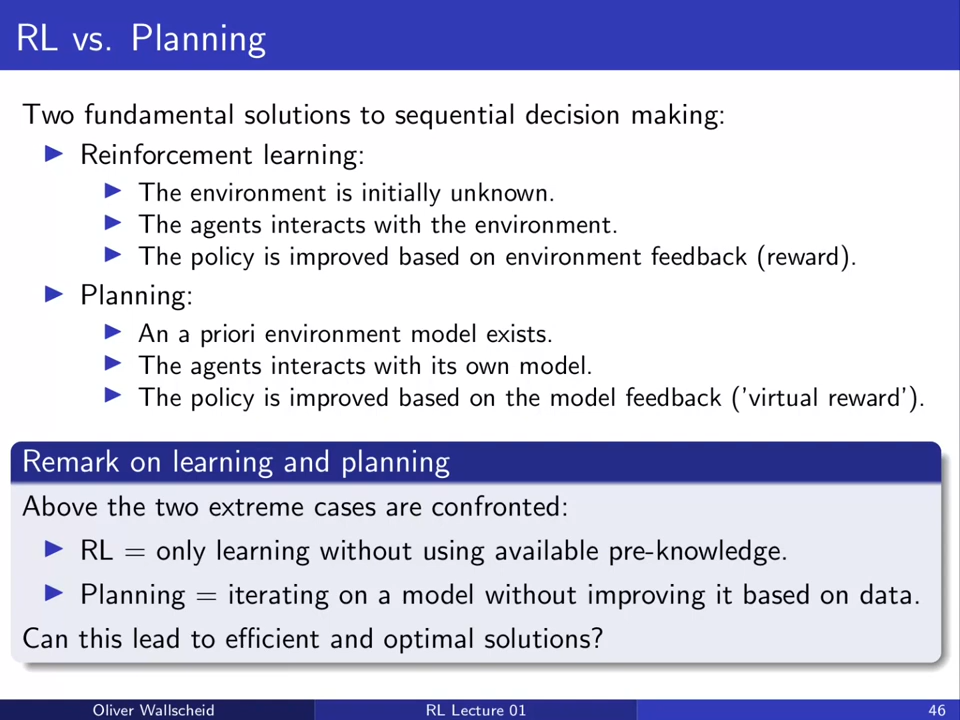 RL vs. Planning
Two fundamental solutions to sequential decision making:
Reinforcement learning:
The environment is initially unknown.
The agents interacts with the environment.
The policy is improved based on environment feedback (reward).
Planning:
An a priori environment model exists.
The agents interacts with its own model.
The policy is improved based on the model feedback ('virtual reward').
Remark on learning and planning
Above the two extreme cases are confronted:
RL = only learning without using available pre-knowledge.
Planning = iterating on a model without improving it based on data.
Can this lead to efficient and optimal solutions?
Oliver Wallscheid RL Lecture 01 46